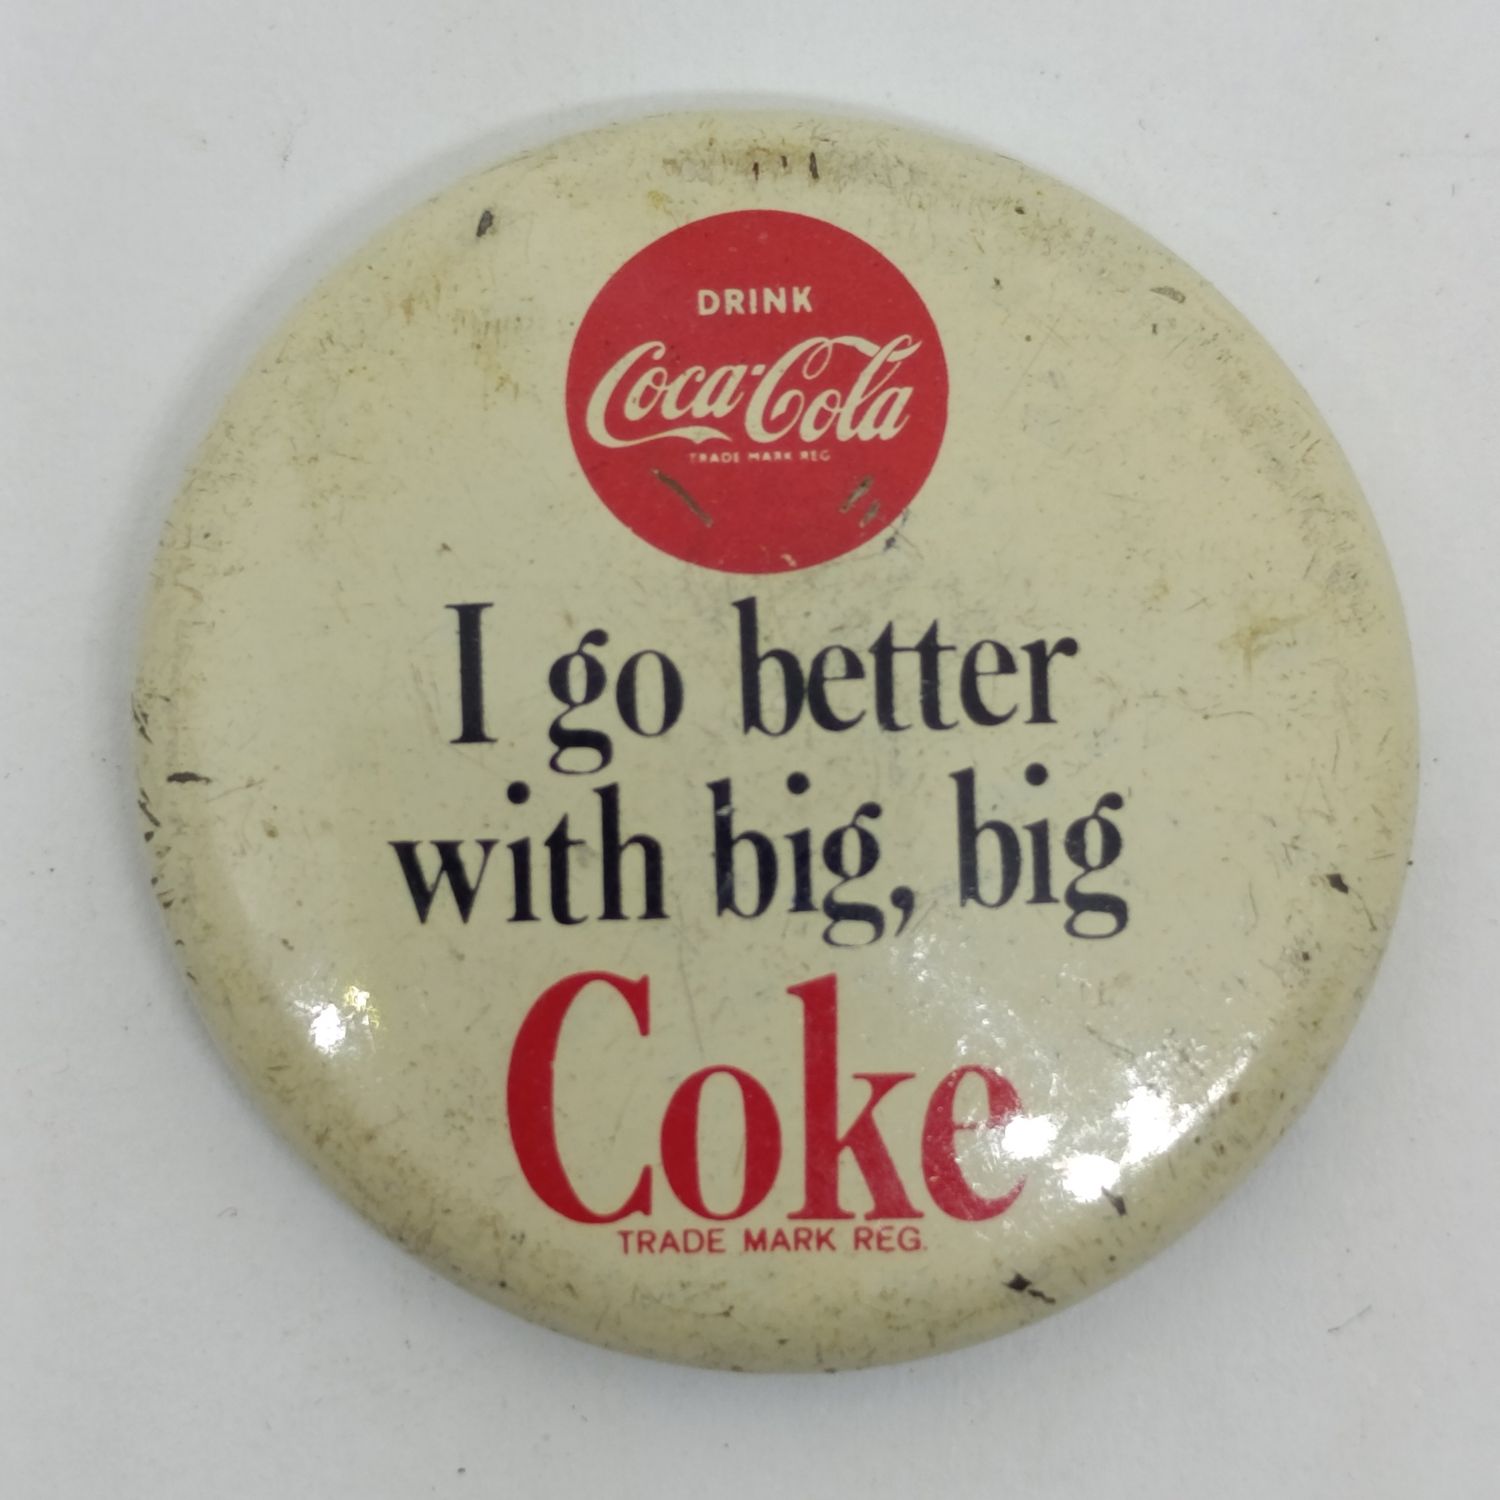 DRINK
Coca-Cola
TRADE MARK REG
I go better
with big, big
Coke
TRADE MARK REG.